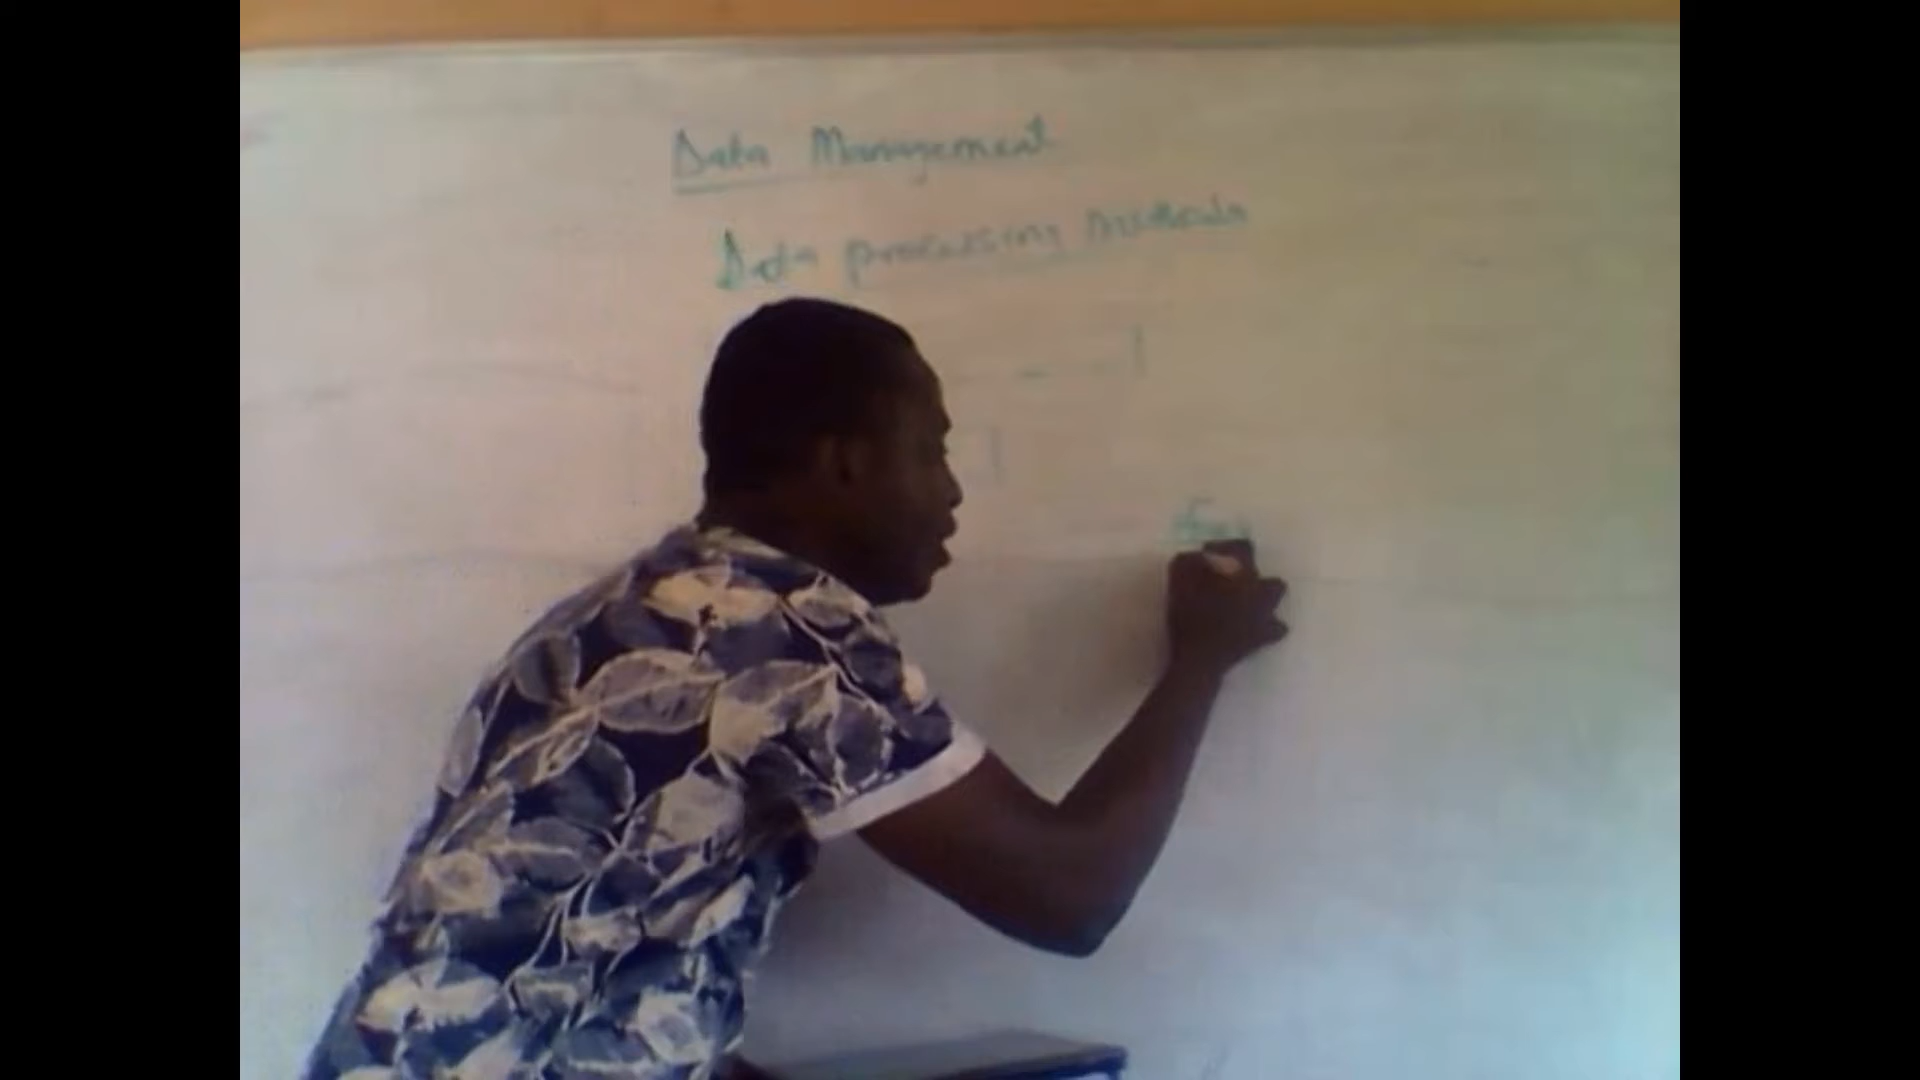 Data Management
Data processing methods